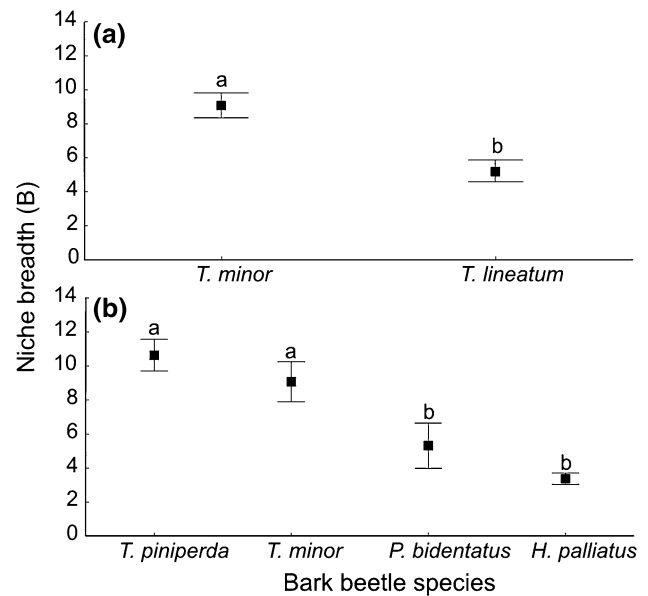 14
(a)
12
a
10
8
b
6
4
2
0
T. minor T. lineatum
Niche breadth (B)
14
(b)
a
12
a
10
8
b
6
b
4
2
0
T. piniperda T. minor P. bidentatus H. palliatus
Bark beetle species